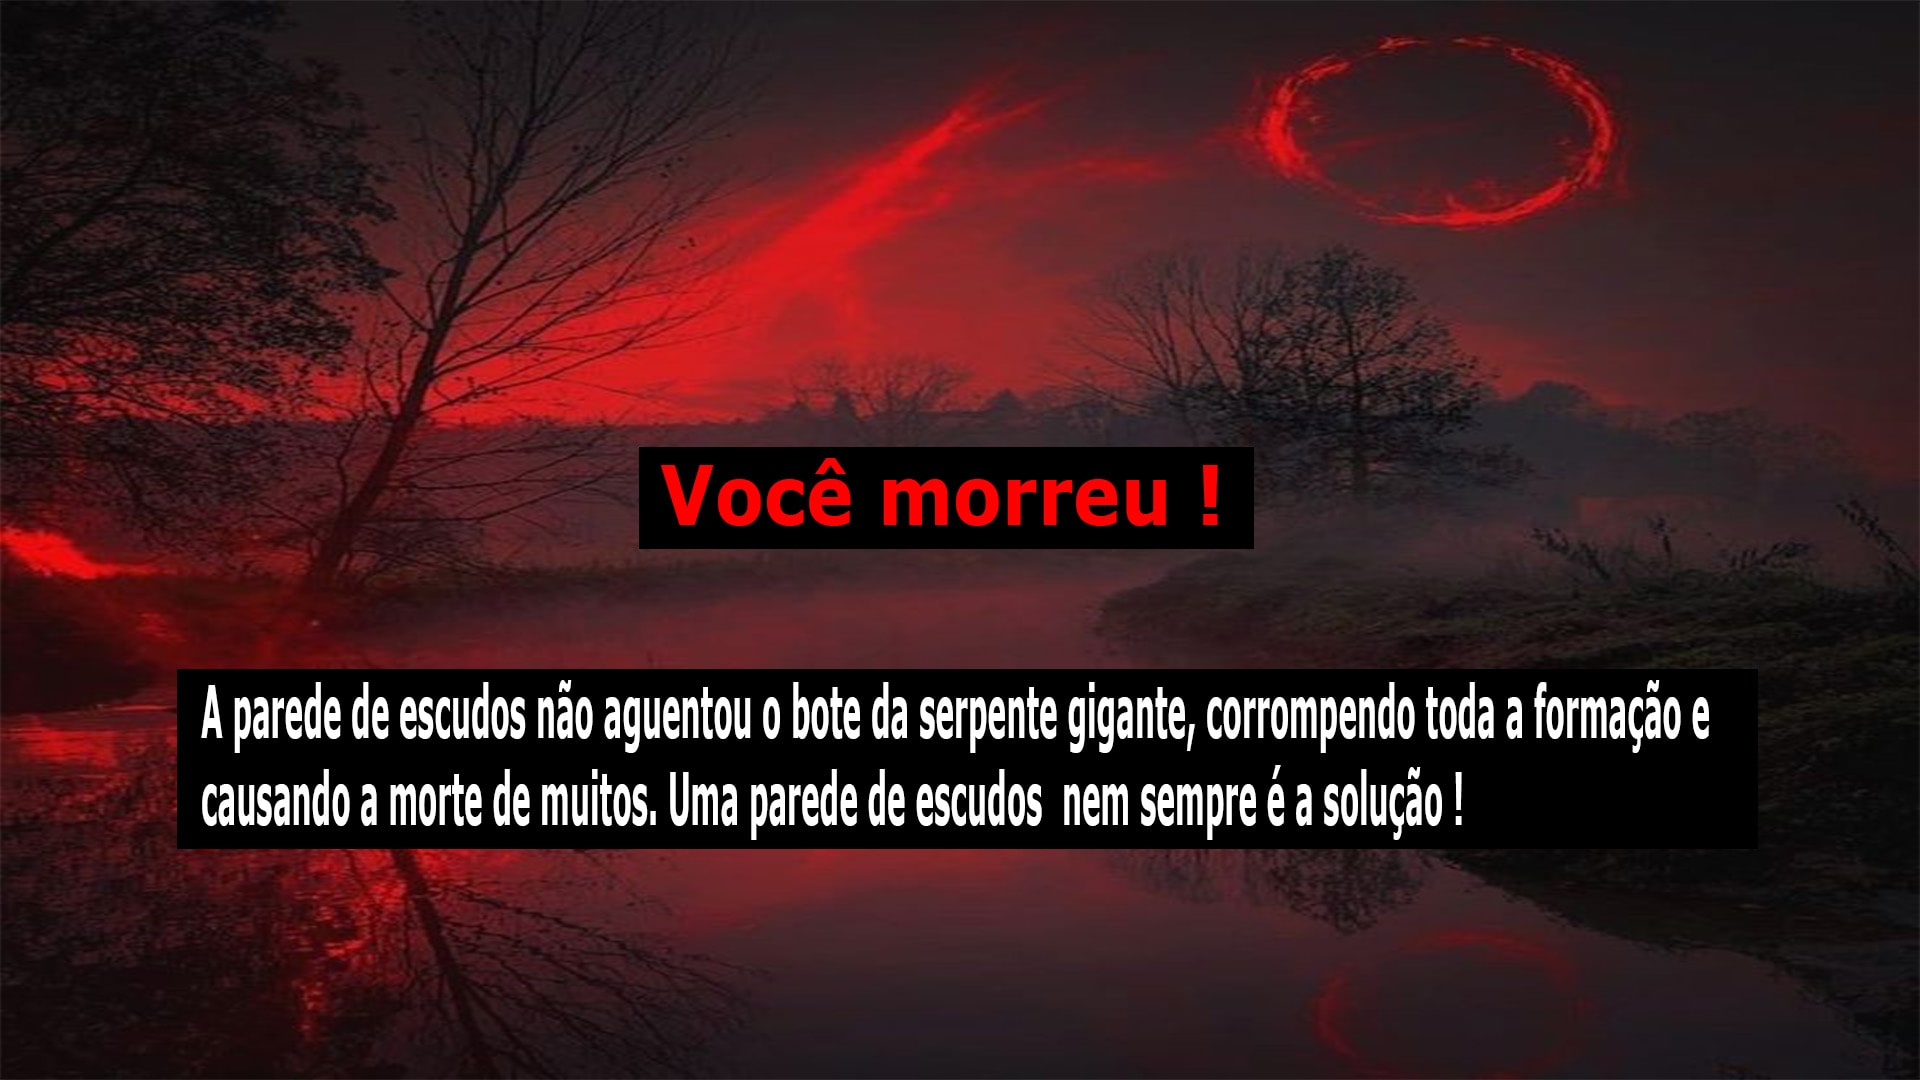 Você morreu !
A parede de escudos não aguentou o bote da serpente gigante, corrompendo toda a formação e
causando a morte de muitos. Uma parede de escudos  nem sempre é a solução !